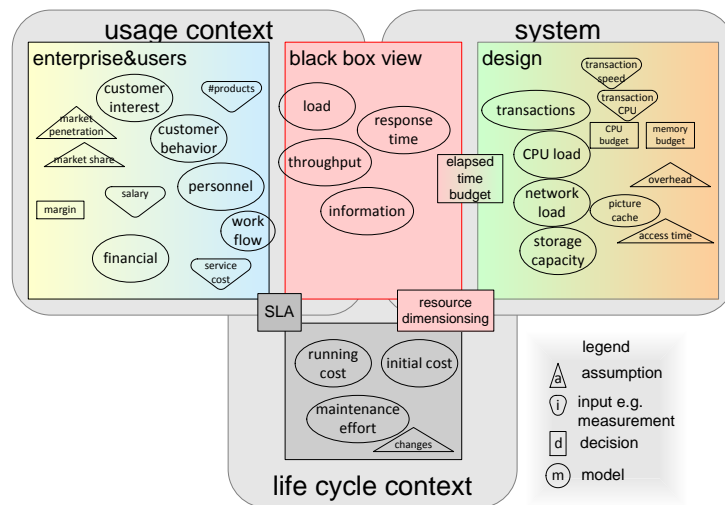 usage context
system
enterprise&users
black box view
design
customer
interest
#products
market
penetration
customer
behavior
market share
personnel
salary
margin
work
flow
financial
service
cost
load
response
time
throughput
information
elapsed
time
budget
transaction
speed
transaction
CPU
transactions
CPU
budget
memory
budget
CPU load
overhead
network
load
picture
cache
access time
storage
capacity
SLA
resource
dimensionsing
running
cost
initial cost
maintenance
effort
changes
life cycle context
legend
a
assumption
i
input e.g.
measurement
d
decision
m
model